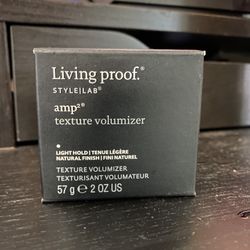 Living proof.®
STYLE|LAB®
amp²®
texture volumizer
LIGHT HOLD | TENUE LÉGÈRE
NATURAL FINISH | FINI NATUREL
TEXTURE VOLUMIZER
TEXTURISANT VOLUMATEUR
57 g ℮ 2 OZ US